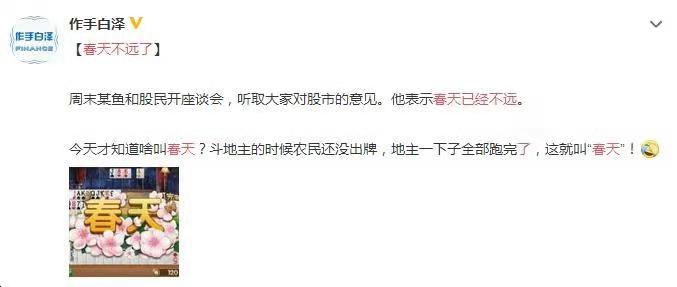 作手白泽
作手白泽
FINANCE
【春天不远了】
周末某鱼和股民开座谈会，听取大家对股市的意见。他表示春天已经不远。
今天才知道啥叫春天？斗地主的时候农民还没出牌，地主一下子全部跑完了，这就叫“春天”！
春天
120